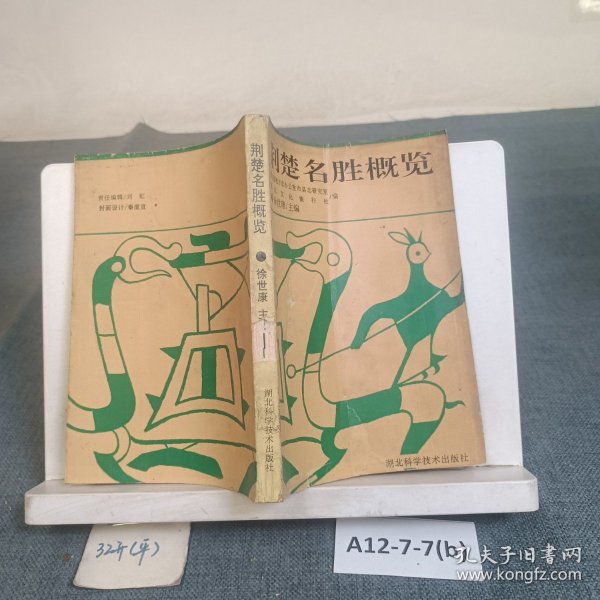 荆楚名胜概览
责任编辑/刘虹
封面设计/秦度宜
荆楚名胜概览
徐世康 主
湖北科学技术出版社
编
主编
湖北科学技术出版社
32开(平)
A12-7-7(b)
孔夫子旧书网
www.kongfz.com